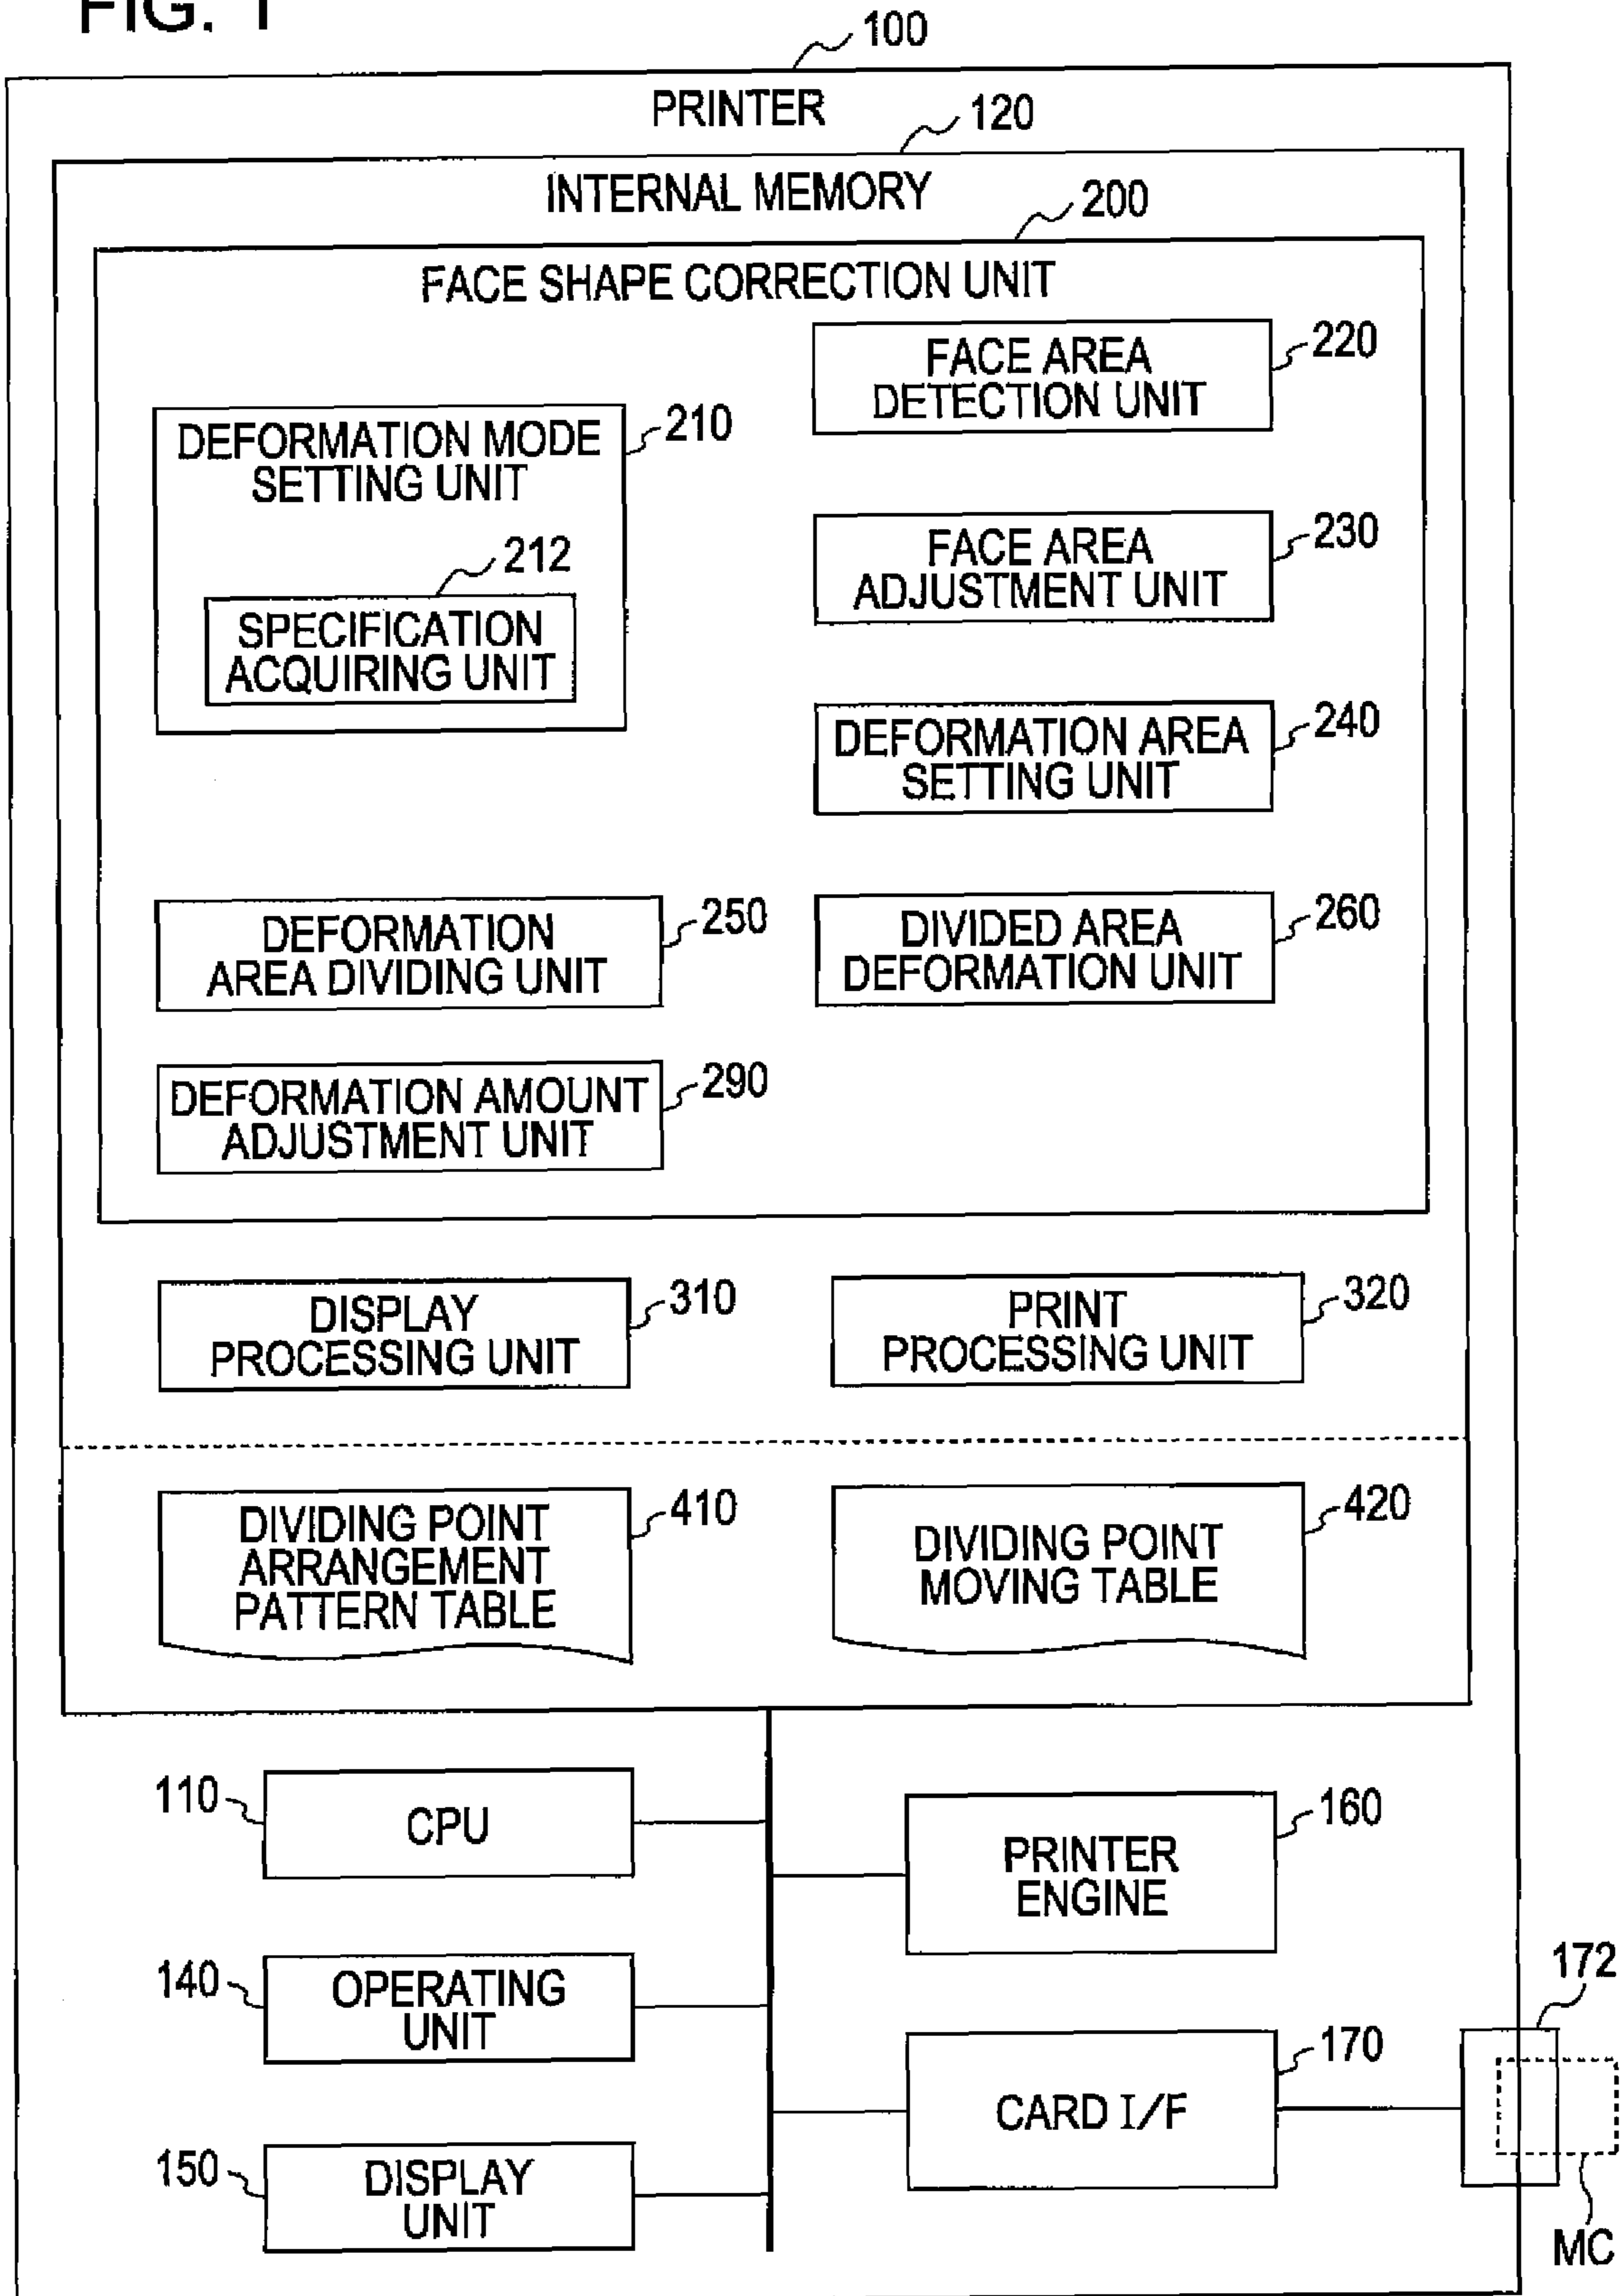 FIG. 1
100
PRINTER
120
INTERNAL MEMORY
200
FACE SHAPE CORRECTION UNIT
FACE AREA
DETECTION UNIT
220
DEFORMATION MODE
SETTING UNIT
210
212
SPECIFICATION
ACQUIRING UNIT
FACE AREA
ADJUSTMENT UNIT
230
DEFORMATION AREA
SETTING UNIT
240
DEFORMATION
AREA DIVIDING UNIT
250
DIVIDED AREA
DEFORMATION UNIT
260
DEFORMATION AMOUNT
ADJUSTMENT UNIT
290
DISPLAY
PROCESSING UNIT
310
PRINT
PROCESSING UNIT
320
DIVIDING POINT
ARRANGEMENT
PATTERN TABLE
410
DIVIDING POINT
MOVING TABLE
420
110
CPU
PRINTER
ENGINE
160
140
OPERATING
UNIT
CARD I/F
170
172
MC
150
DISPLAY
UNIT